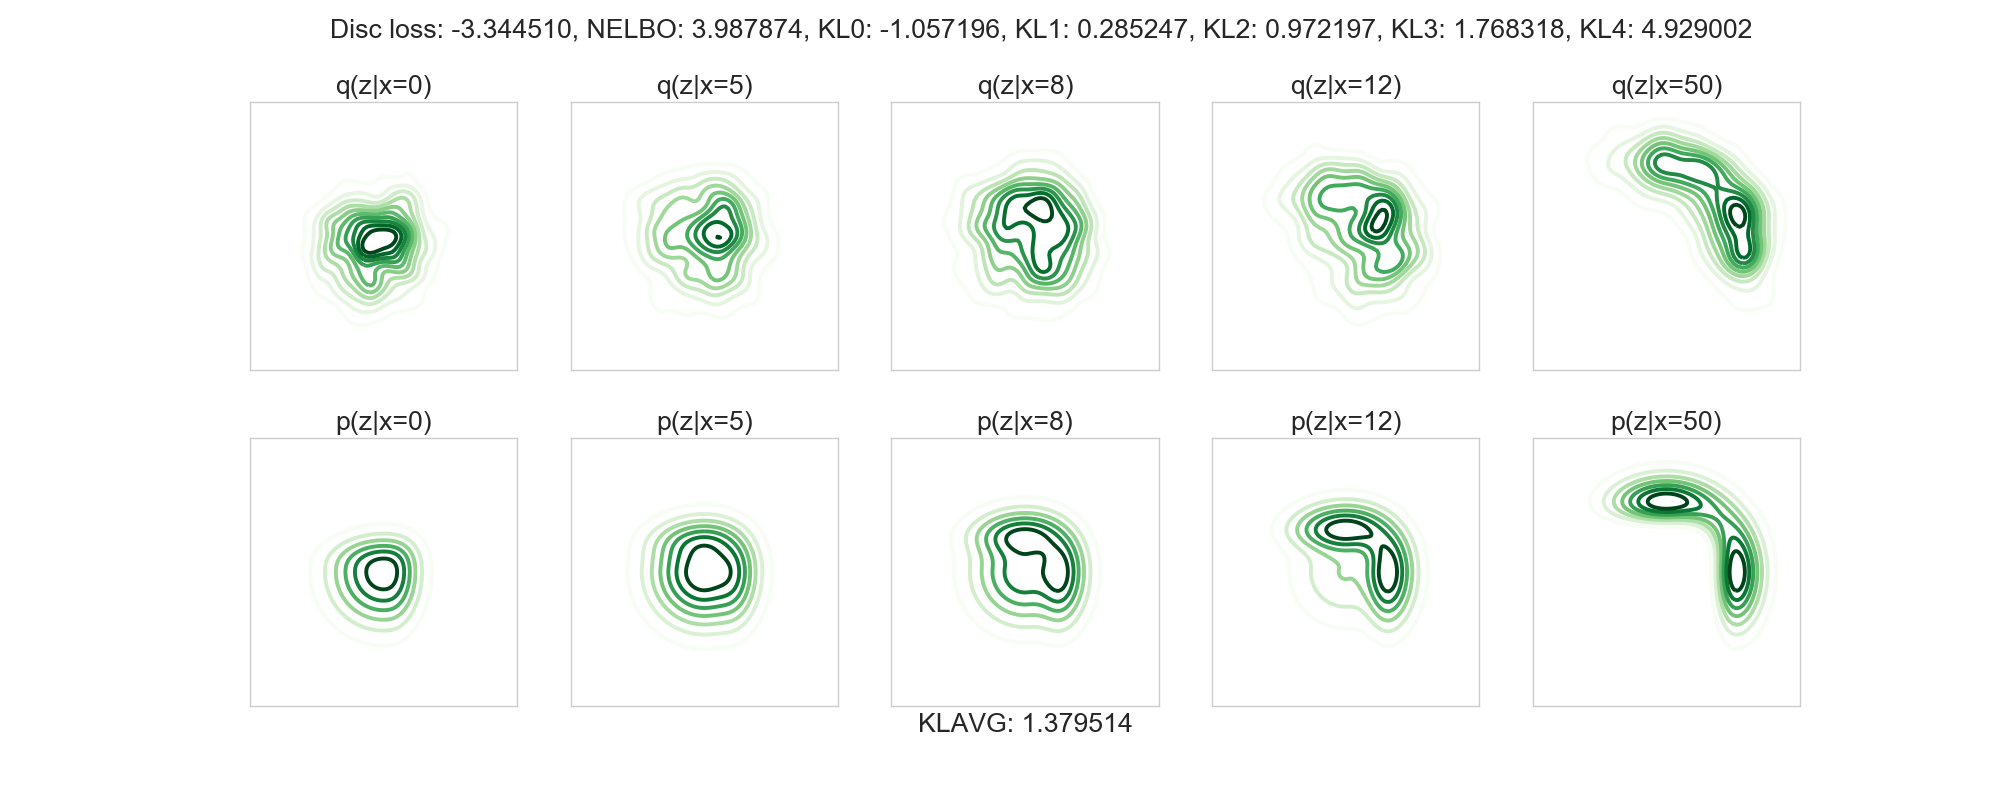 Disc loss: -3.344510, NELBO: 3.987874, KL0: -1.057196, KL1: 0.285247, KL2: 0.972197, KL3: 1.768318, KL4: 4.929002
q(z|x=0) q(z|x=5) q(z|x=8) q(z|x=12) q(z|x=50)
p(z|x=0) p(z|x=5) p(z|x=8) p(z|x=12) p(z|x=50)
KLAVG: 1.379514